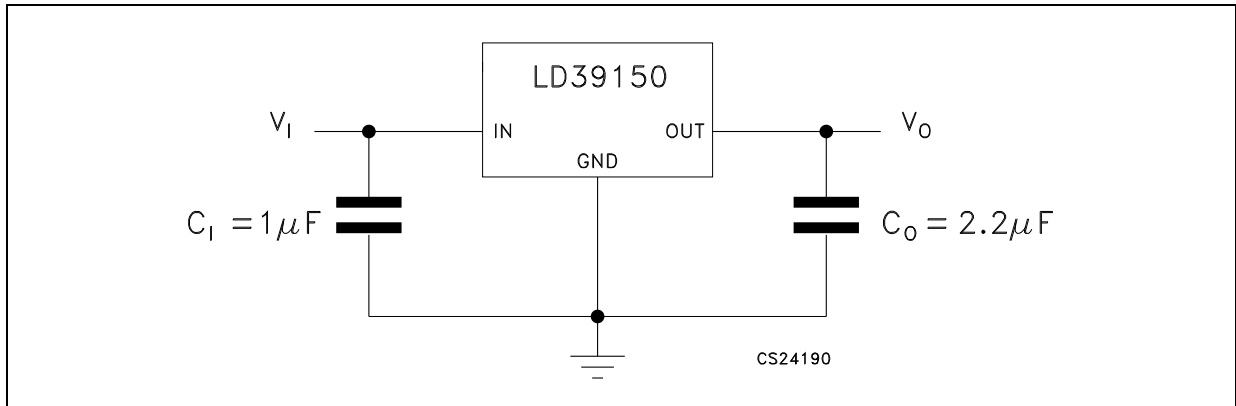 LD39150
V_I
IN
OUT
V_O
GND
C_I = 1μF
C_O = 2.2μF
CS24190